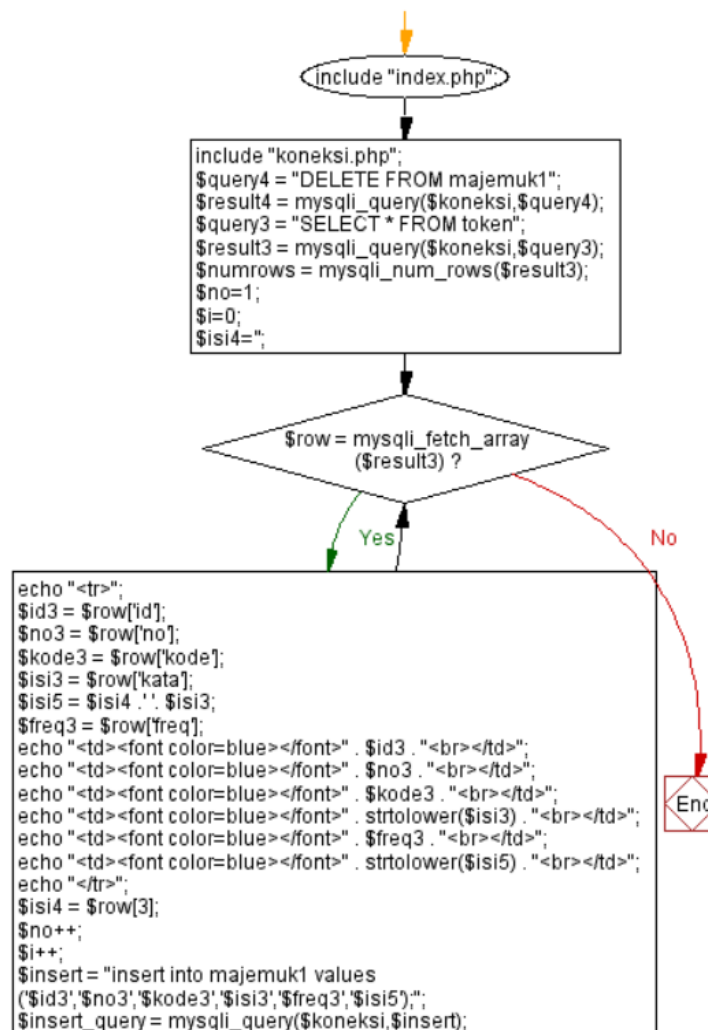 include "index.php";
include "koneksi.php";
$query4 = "DELETE FROM majemuk1";
$result4 = mysqli_query($koneksi,$query4);
$query3 = "SELECT * FROM token";
$result3 = mysqli_query($koneksi,$query3);
$numrows = mysqli_num_rows($result3);
$no=1;
$i=0;
$isi4='';
$row = mysqli_fetch_array
($result3) ?
Yes
No
echo "<tr>";
$id3 = $row['id'];
$no3 = $row['no'];
$kode3 = $row['kode'];
$isi3 = $row['kata'];
$isi5 = $isi4 .' '. $isi3;
$freq3 = $row['freq'];
echo "<td><font color=blue></font>" . $id3 . "<br></td>";
echo "<td><font color=blue></font>" . $no3 . "<br></td>";
echo "<td><font color=blue></font>" . $kode3 . "<br></td>";
echo "<td><font color=blue></font>" . strtolower($isi3) . "<br></td>";
echo "<td><font color=blue></font>" . $freq3 . "<br></td>";
echo "<td><font color=blue></font>" . strtolower($isi5) . "<br></td>";
echo "</tr>";
$isi4 = $row[3];
$no++;
$i++;
$insert = "insert into majemuk1 values
('$id3','$no3','$kode3','$isi3','$freq3','$isi5');";
$insert_query = mysqli_query($koneksi,$insert);
End